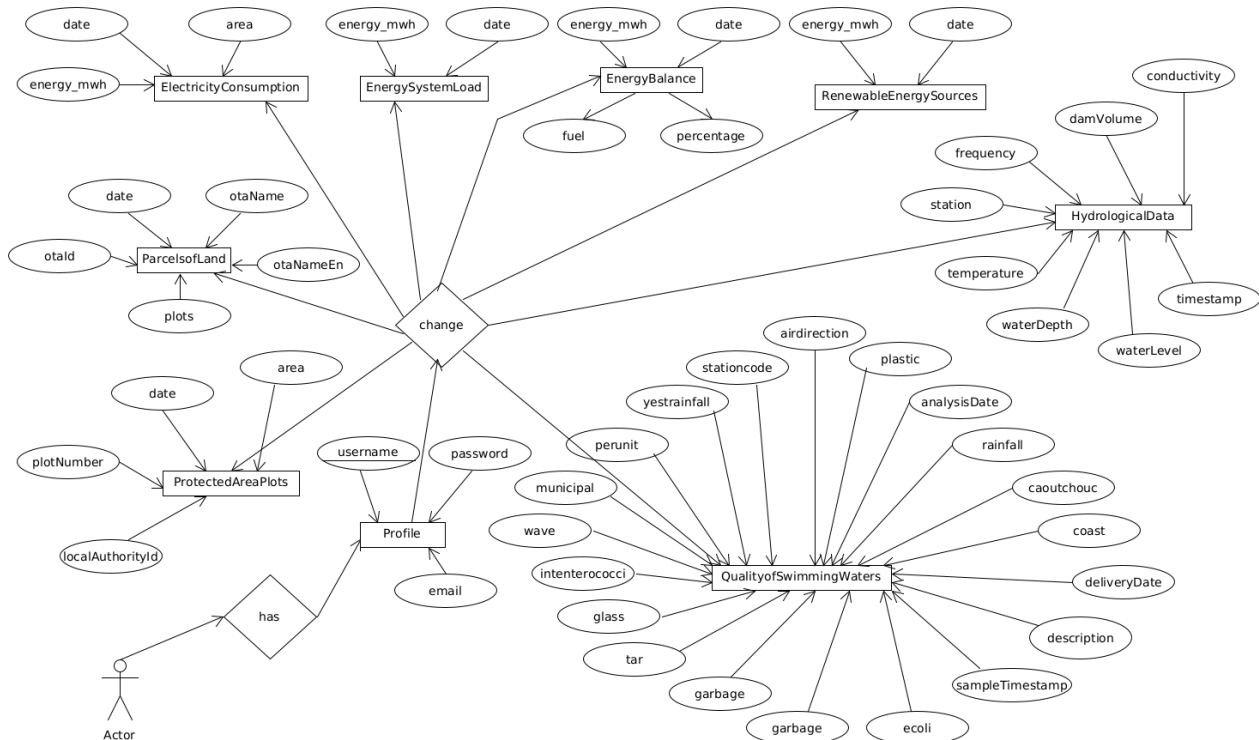 date
area
energy_mwh
date
energy_mwh
date
energy_mwh
date
energy_mwh
ElectricityConsumption
EnergySystemLoad
EnergyBalance
RenewableEnergySources
conductivity
fuel
percentage
damVolume
frequency
date
otaName
station
HydrologicalData
otaId
ParcelsofLand
otaNameEn
temperature
timestamp
plots
change
waterDepth
waterLevel
airdirection
plastic
area
stationcode
date
yestrainfall
analysisDate
username
password
perunit
rainfall
plotNumber
ProtectedAreaPlots
municipal
caoutchouc
localAuthorityId
Profile
wave
coast
intenterococci
QualityofSwimmingWaters
deliveryDate
email
has
glass
description
tar
garbage
sampleTimestamp
garbage
ecoli
Actor